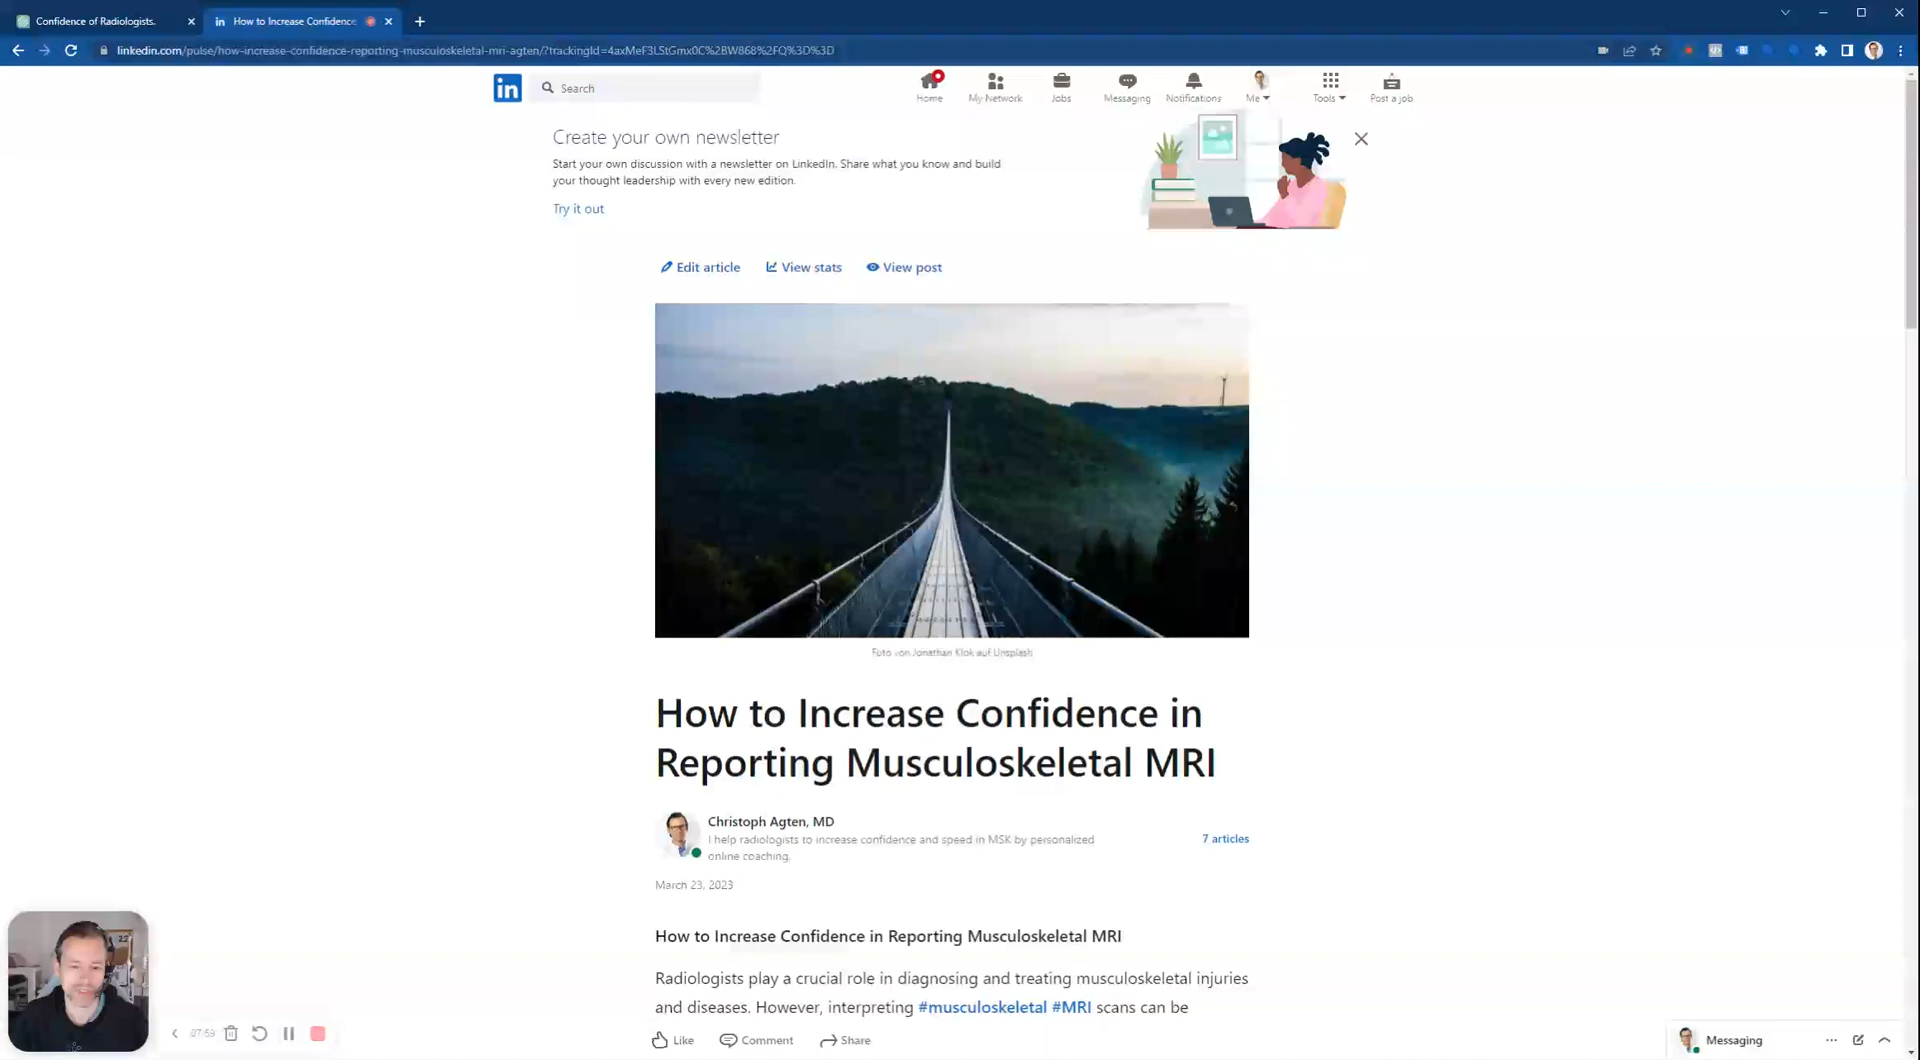 Confidence of Radiologists.
How to Increase Confidence
linkedin.com/pulse/how-increase-confidence-reporting-musculoskeletal-mri-agten/?trackingId=4axMeF3LStGmx0C%2BW868%2FQ%3D%3D
in
Search
Home
My Network
Jobs
Messaging
Notifications
Me
Tools
Post a job
Create your own newsletter
Start your own discussion with a newsletter on LinkedIn. Share what you know and build
your thought leadership with every new edition.
Try it out
Edit article
View stats
View post
Foto von Jonathan Klok auf Unsplash
How to Increase Confidence in
Reporting Musculoskeletal MRI
Christoph Agten, MD
I help radiologists to increase confidence and speed in MSK by personalized
online coaching.
7 articles
March 23, 2023
How to Increase Confidence in Reporting Musculoskeletal MRI
Radiologists play a crucial role in diagnosing and treating musculoskeletal injuries
and diseases. However, interpreting #musculoskeletal #MRI scans can be
Like
Comment
Share
07:59
Messaging